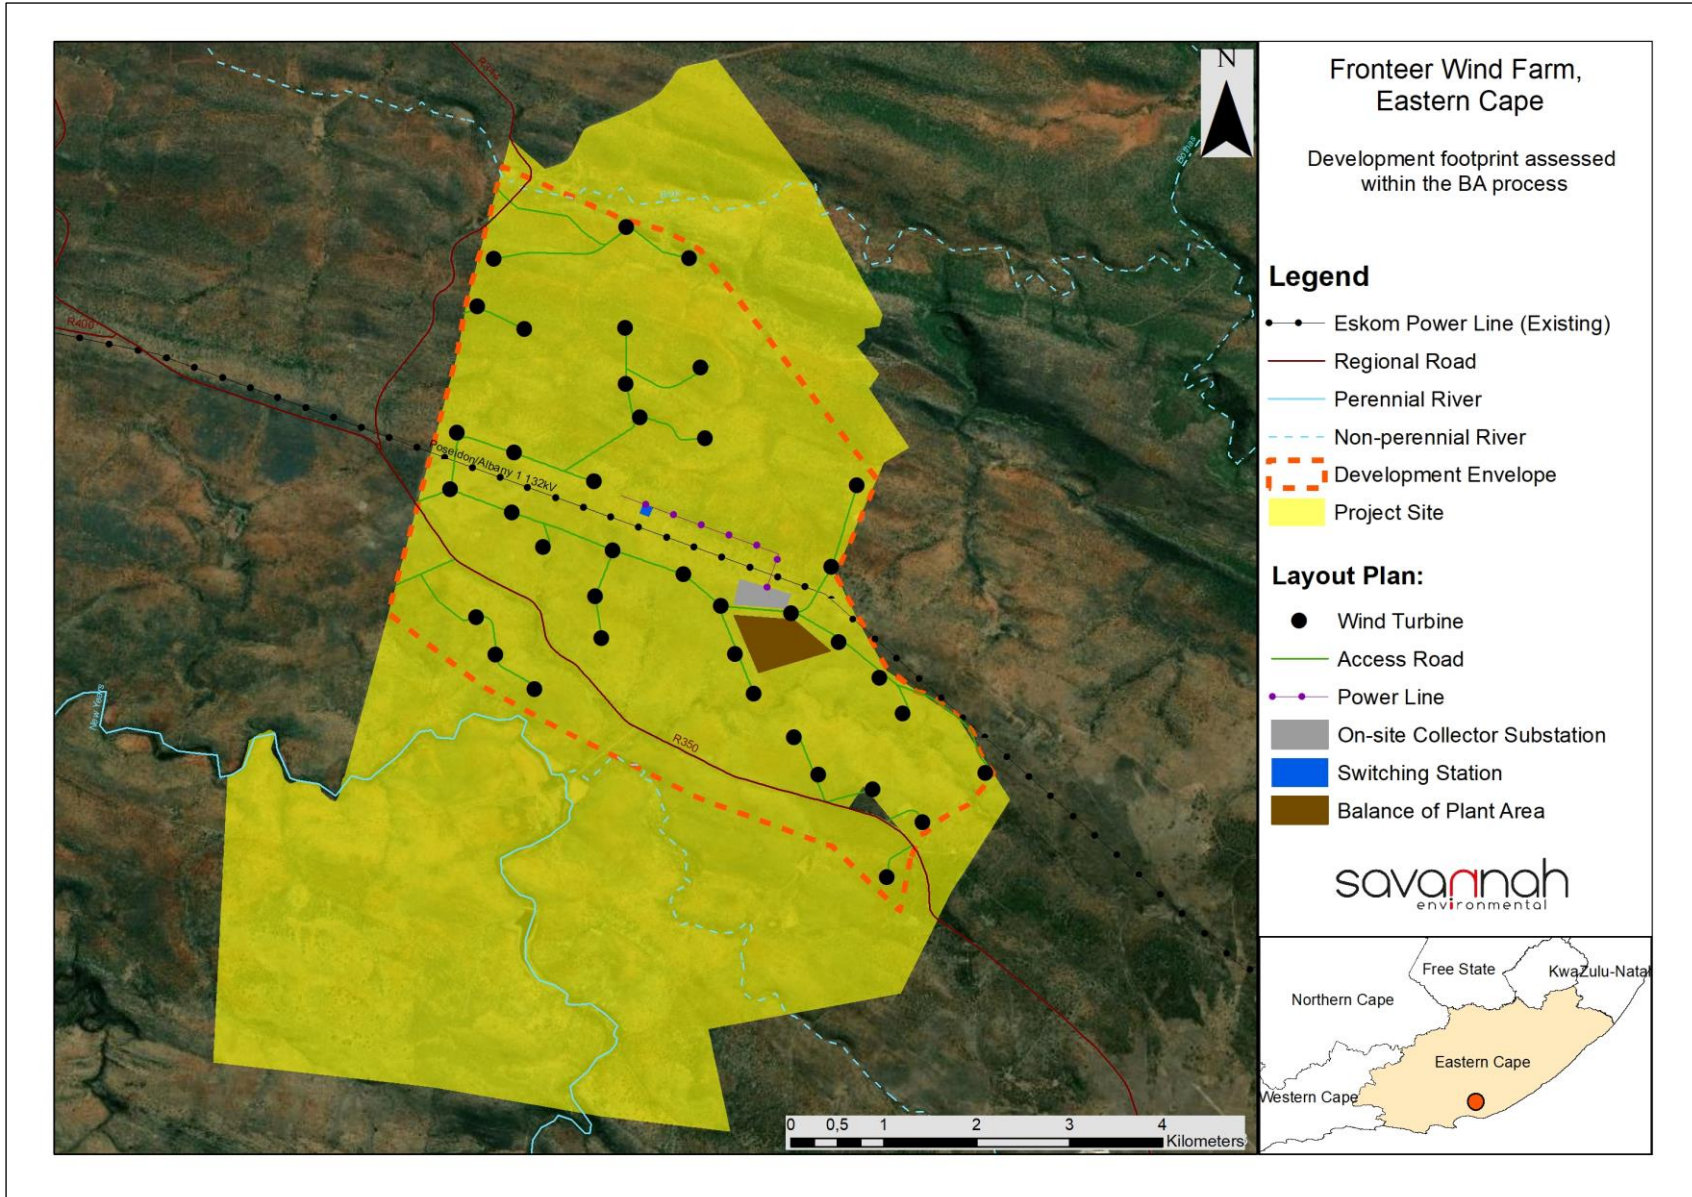 Fronteer Wind Farm,
Eastern Cape
Development footprint assessed
within the BA process
Legend
Eskom Power Line (Existing)
Regional Road
Perennial River
Non-perennial River
Development Envelope
Project Site
Layout Plan:
Wind Turbine
Access Road
Power Line
On-site Collector Substation
Switching Station
Balance of Plant Area
savannah
environmental
Free State
KwaZulu-Natal
Northern Cape
Eastern Cape
Western Cape
N
R400
Poseidon/Albany 1 132kV
New Years
R350
Bothas
0 0,5 1 2 3 4
Kilometers